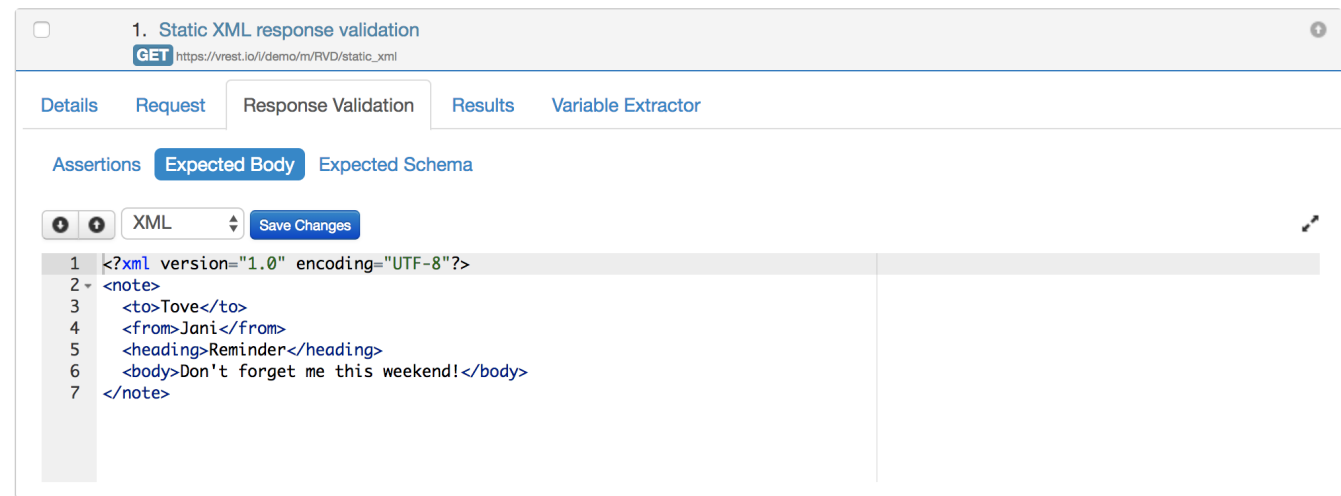 1. Static XML response validation
GET https://vrest.io/i/demo/m/RVD/static_xml
Details Request Response Validation Results Variable Extractor
Assertions Expected Body Expected Schema
XML Save Changes
1 <?xml version="1.0" encoding="UTF-8"?>
2 <note>
3 <to>Tove</to>
4 <from>Jani</from>
5 <heading>Reminder</heading>
6 <body>Don't forget me this weekend!</body>
7 </note>